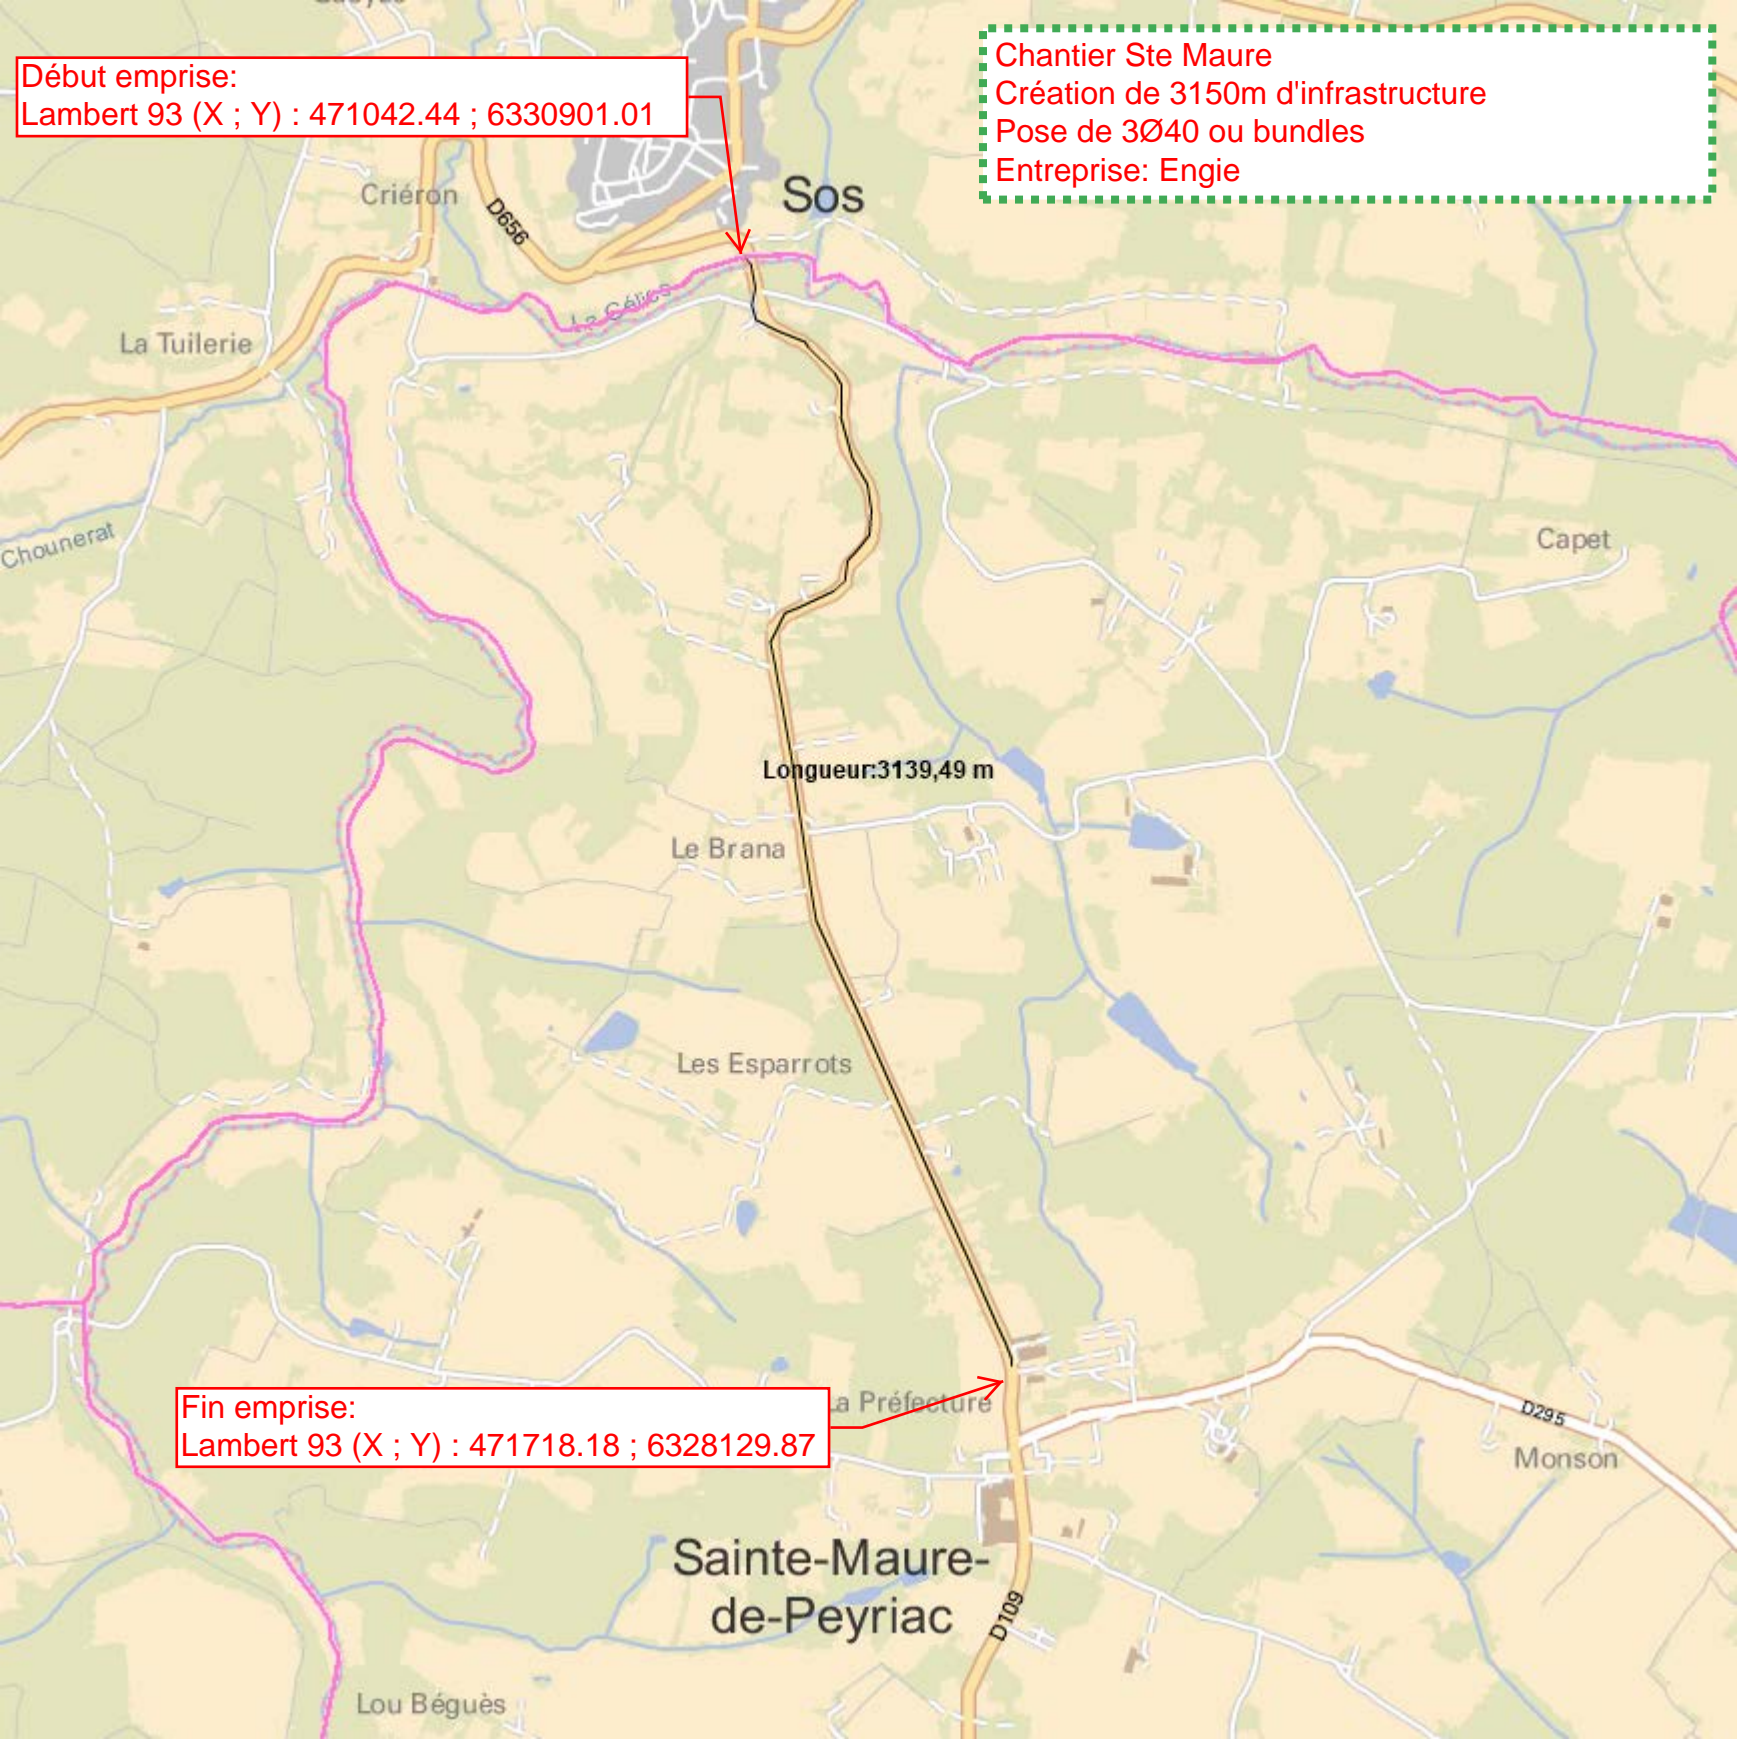 Début emprise:
Lambert 93 (X ; Y) : 471042.44 ; 6330901.01
Chantier Ste Maure
Création de 3150m d'infrastructure
Pose de 3Ø40 ou bundles
Entreprise: Engie
Criéron
D656
Sos
La Gélise
La Tuilerie
Chounerat
Capet
Longueur:3139,49 m
Le Brana
Les Esparrots
Fin emprise:
Lambert 93 (X ; Y) : 471718.18 ; 6328129.87
La Préfecture
D295
Monson
Sainte-Maure-
de-Peyriac
D109
Lou Béguès